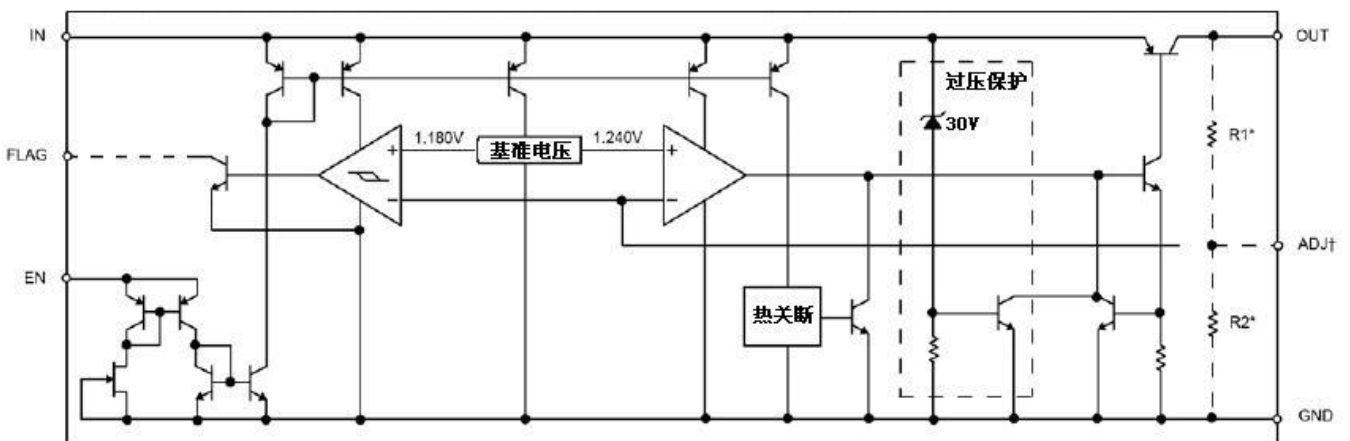 IN
OUT
过压保护
30V
R1*
FLAG
1.180V
基准电压
1.240V
+
+
−
−
ADJ†
EN
热关断
R2*
GND